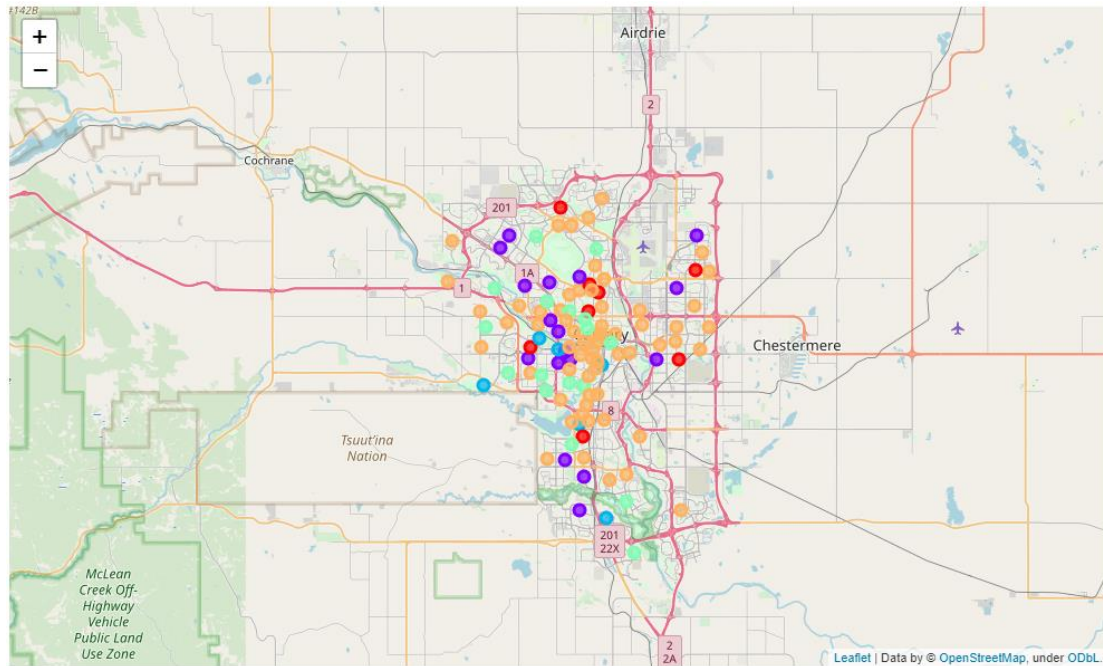 #142B
+
−
Airdrie
2
Cochrane
201
1A
1
Chestermere
8
Tsuut'ina
Nation
201
22X
McLean
Creek Off-
Highway
Vehicle
Public Land
Use Zone
2
2A
Leaflet | Data by © OpenStreetMap, under ODbL.